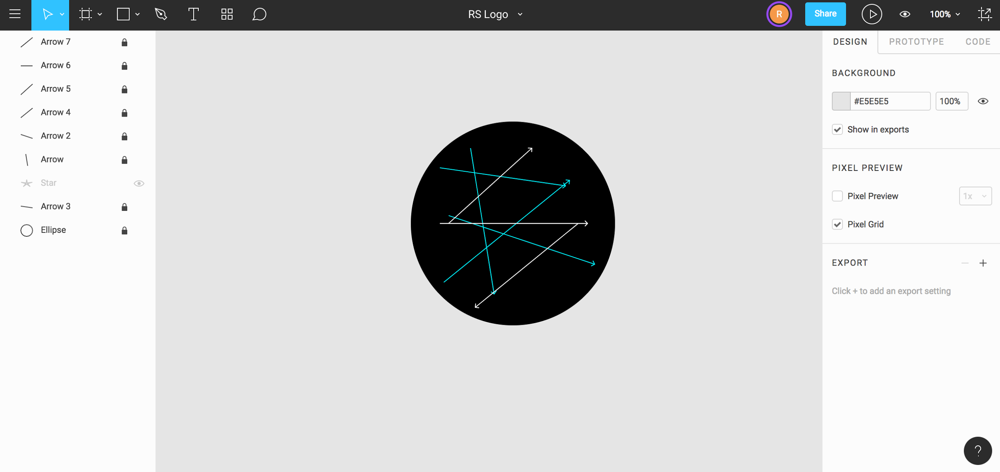 RS Logo
R
Share
100%
Arrow 7
Arrow 6
Arrow 5
Arrow 4
Arrow 2
Arrow
Star
Arrow 3
Ellipse
DESIGN
PROTOTYPE
CODE
BACKGROUND
#E5E5E5
100%
Show in exports
PIXEL PREVIEW
Pixel Preview
1x
Pixel Grid
EXPORT
Click + to add an export setting
?